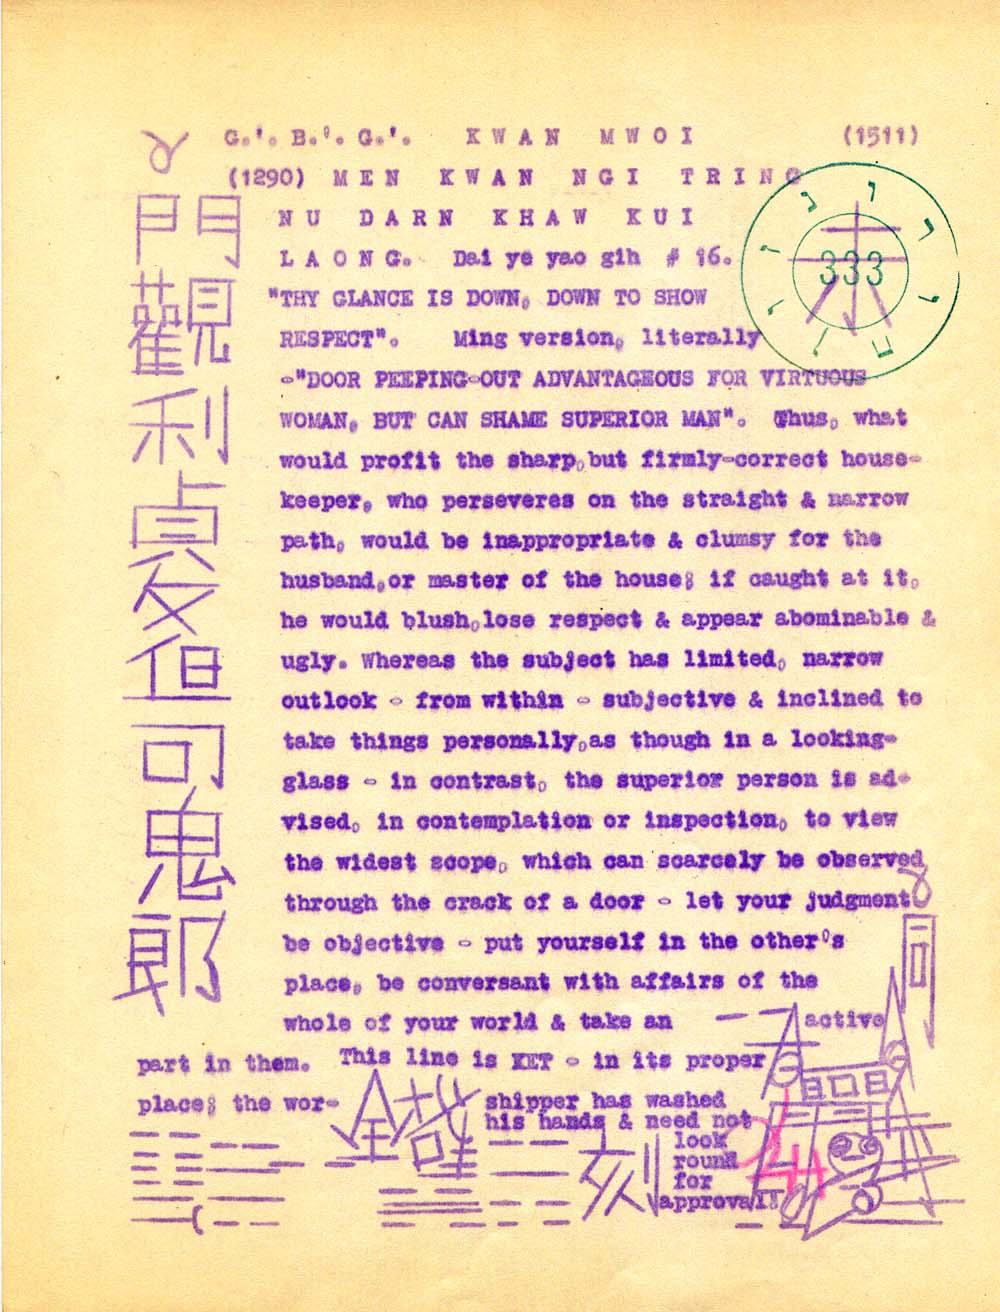 G.'. B.'. G.'. KWAN MWOI (1511)
(1290) MEN KWAN NGI TRING
NU DARN KHAW KUI
LAONG. Dai ye yao gih # 16.
"THY GLANCE IS DOWN, DOWN TO SHOW
RESPECT". Ming version, literally
-"DOOR PEEPING-OUT ADVANTAGEOUS FOR VIRTUOUS
WOMAN, BUT CAN SHAME SUPERIOR MAN". Thus, what
would profit the sharp,but firmly-correct house-
keeper, who perseveres on the straight & narrow
path, would be inappropriate & clumsy for the
husband,or master of the house; if caught at it,
he would blush,lose respect & appear abominable &
ugly. Whereas the subject has limited, narrow
outlook - from within - subjective & inclined to
take things personally,as though in a looking-
glass - in contrast, the superior person is ad-
vised, in contemplation or inspection, to view
the widest scope, which can scarcely be observed
through the crack of a door - let your judgment
be objective - put yourself in the other's
place, be conversant with affairs of the
whole of your world & take an active
part in them. This line is KEY - in its proper
place; the wor-shipper has washed
his hands & need not
look
round
for
approval!
333
門
觀
利
貞
女
但
可
鬼
郎